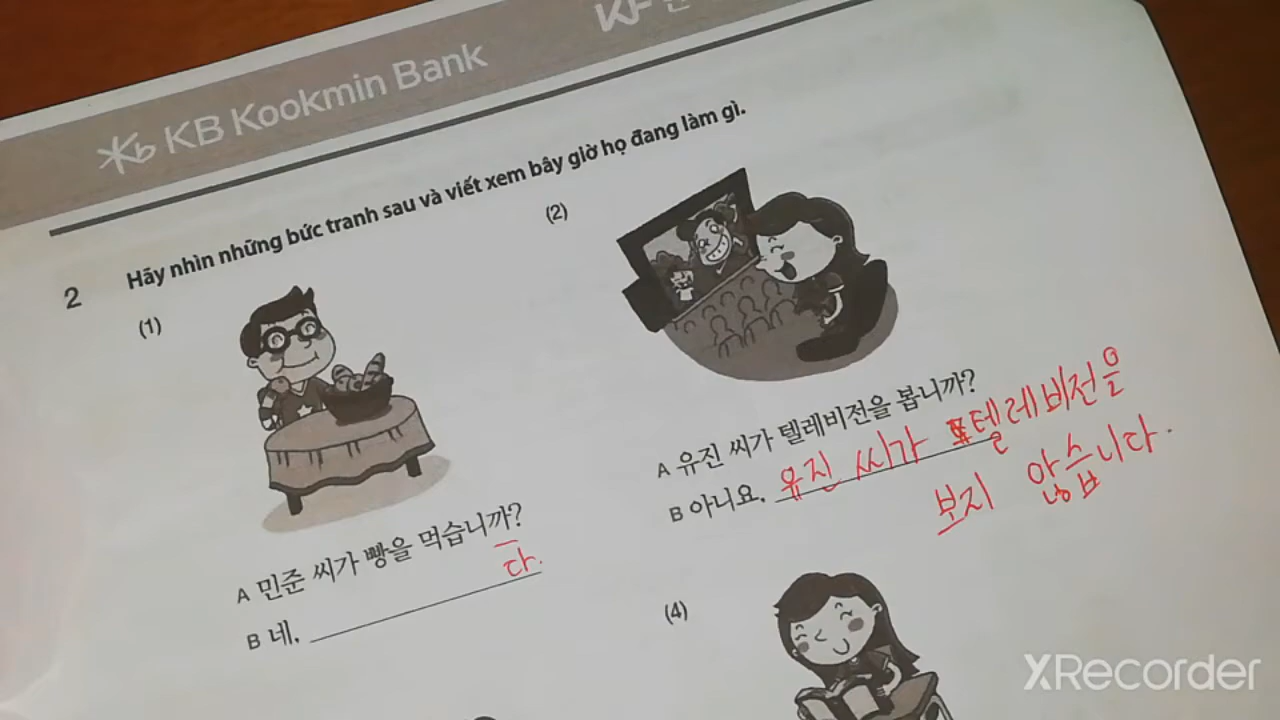 KB Kookmin Bank
KF
2 Hãy nhìn những bức tranh sau và viết xem bây giờ họ đang làm gì.
(1)
A 민준 씨가 빵을 먹습니까?
다.
B 네,
(2)
A 유진 씨가 텔레비전을 봅니까?
B 아니요, 유진 씨가 텔레비전을
보지 않습니다.
(4)
XRecorder